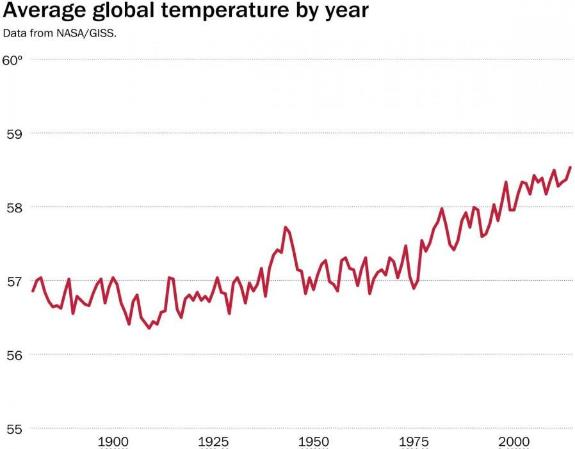 Average global temperature by year
Data from NASA/GISS.
60º
59
58
57
56
55
1900 1925 1950 1975 2000